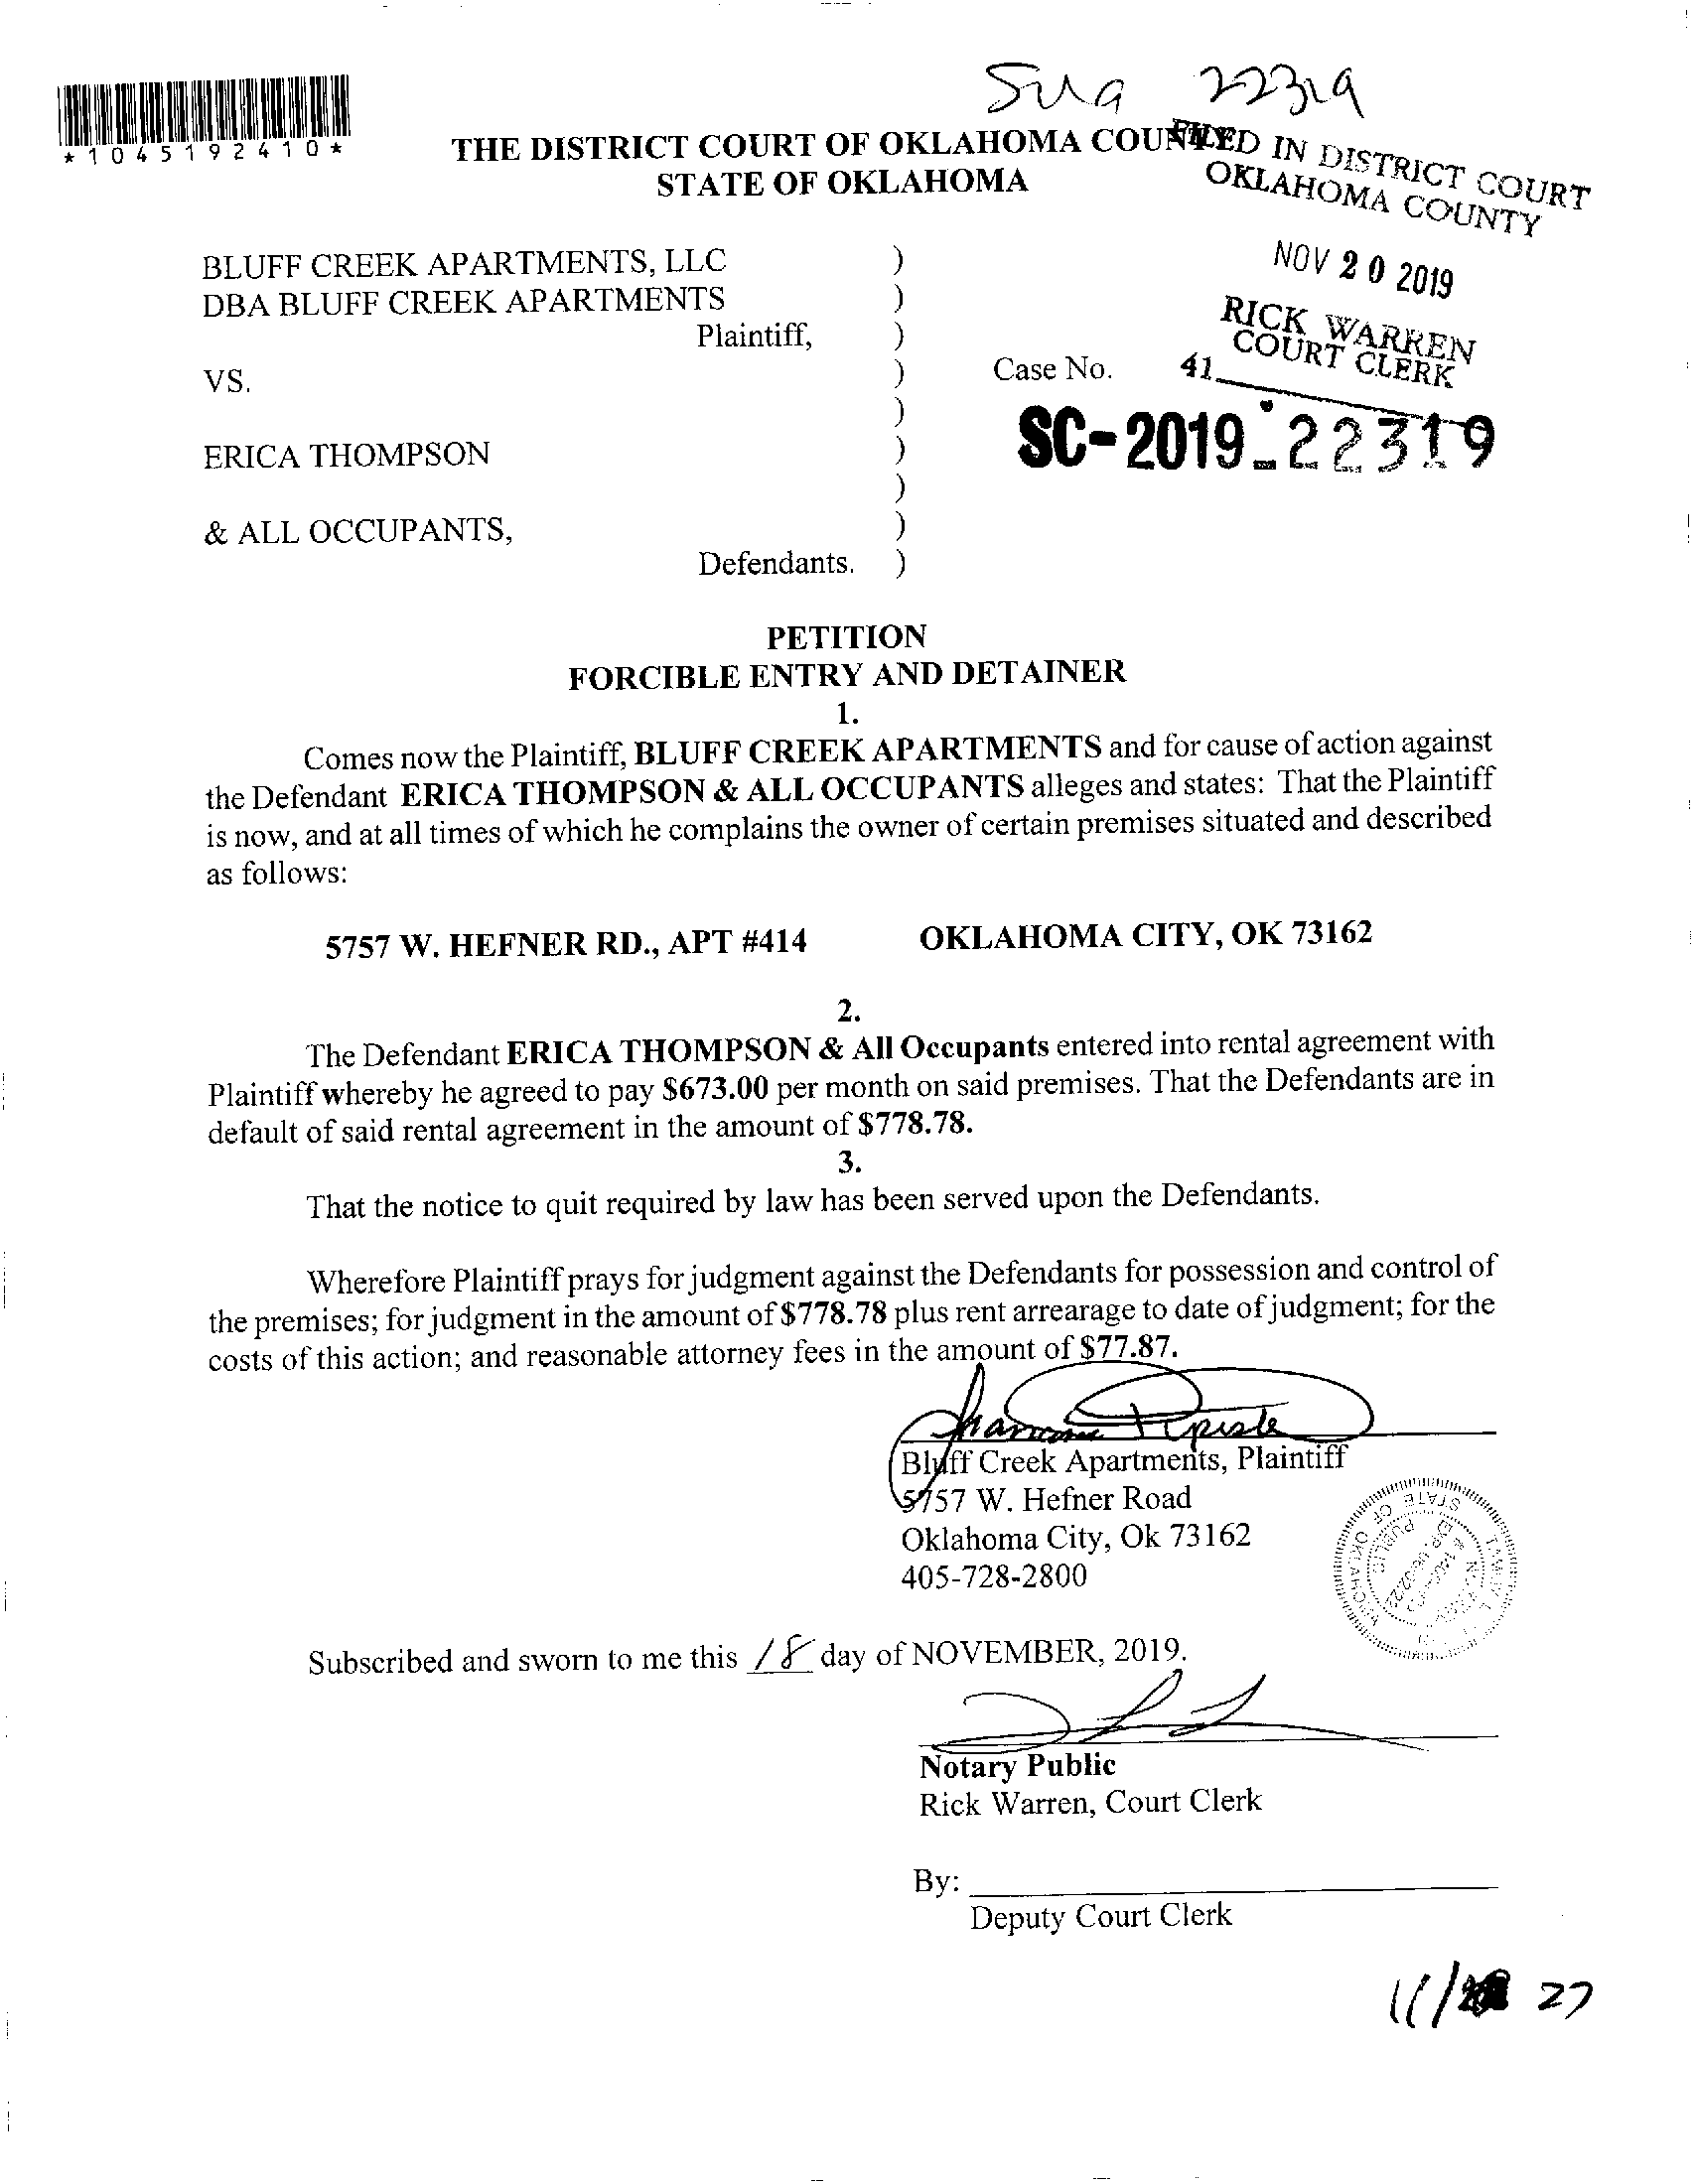 Sug 22319
*1045192410*
THE DISTRICT COURT OF OKLAHOMA COUNTY
STATE OF OKLAHOMA
FILED IN DISTRICT COURT
OKLAHOMA COUNTY
NOV 20 2019
RICK WARREN
COURT CLERK
41
BLUFF CREEK APARTMENTS, LLC )
DBA BLUFF CREEK APARTMENTS )
Plaintiff, )
VS. ) Case No.
)
SC-2019-22319
ERICA THOMPSON )
)
& ALL OCCUPANTS, )
Defendants. )
PETITION
FORCIBLE ENTRY AND DETAINER
1.
Comes now the Plaintiff, BLUFF CREEK APARTMENTS and for cause of action against
the Defendant ERICA THOMPSON & ALL OCCUPANTS alleges and states: That the Plaintiff
is now, and at all times of which he complains the owner of certain premises situated and described
as follows:
5757 W. HEFNER RD., APT #414 OKLAHOMA CITY, OK 73162
2.
The Defendant ERICA THOMPSON & All Occupants entered into rental agreement with
Plaintiff whereby he agreed to pay $673.00 per month on said premises. That the Defendants are in
default of said rental agreement in the amount of $778.78.
3.
That the notice to quit required by law has been served upon the Defendants.
Wherefore Plaintiff prays for judgment against the Defendants for possession and control of
the premises; for judgment in the amount of $778.78 plus rent arrearage to date of judgment; for the
costs of this action; and reasonable attorney fees in the amount of $77.87.
Bluff Creek Apartments, Plaintiff
5757 W. Hefner Road
Oklahoma City, Ok 73162
405-728-2800
STATE OF OKLAHOMA
PUBLIC
Subscribed and sworn to me this 18 day of NOVEMBER, 2019.
Notary Public
Rick Warren, Court Clerk
By:
Deputy Court Clerk
11/ 27